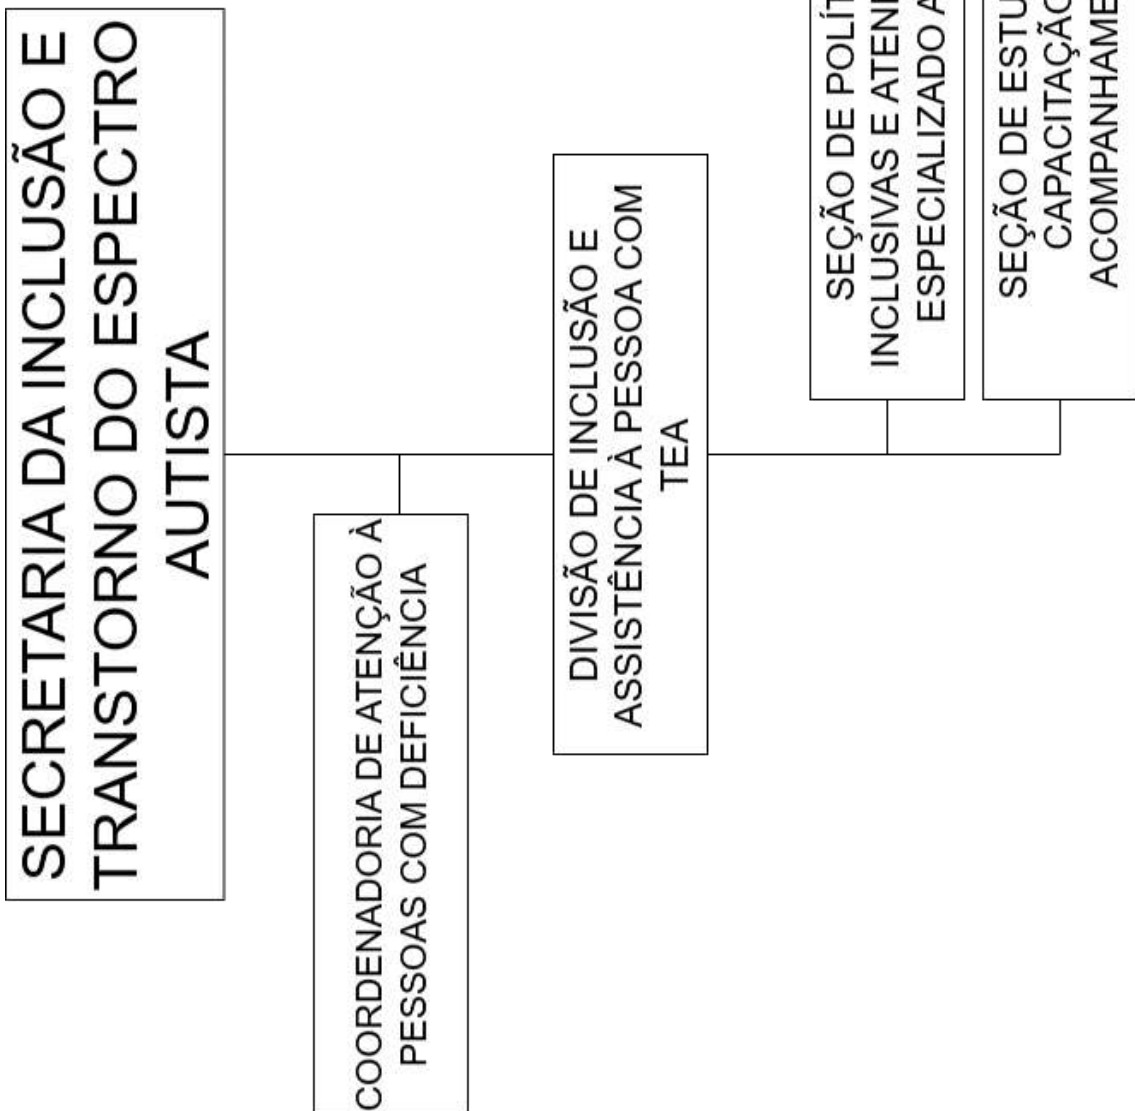 SECRETARIA DA INCLUSÃO E
TRANSTORNO DO ESPECTRO
AUTISTA
COORDENADORIA DE ATENÇÃO À
PESSOAS COM DEFICIÊNCIA
DIVISÃO DE INCLUSÃO E
ASSISTÊNCIA À PESSOA COM
TEA
SEÇÃO DE
INCLUSIVAS E
ESPECIALIZADO
SEÇÃO DE
CAPACITAÇÃO